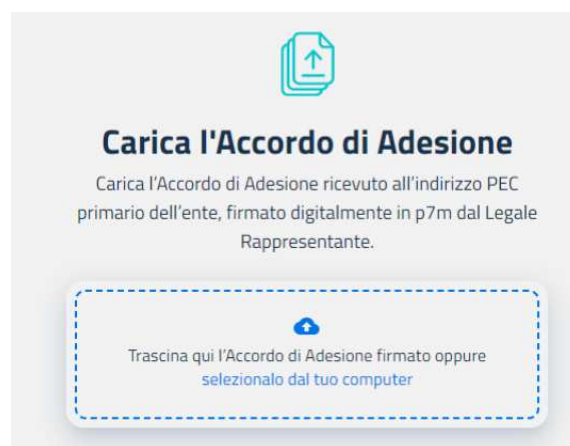 Carica l'Accordo di Adesione
Carica l’Accordo di Adesione ricevuto all’indirizzo PEC
primario dell’ente, firmato digitalmente in p7m dal Legale
Rappresentante.
Trascina qui l’Accordo di Adesione firmato oppure
selezionalo dal tuo computer